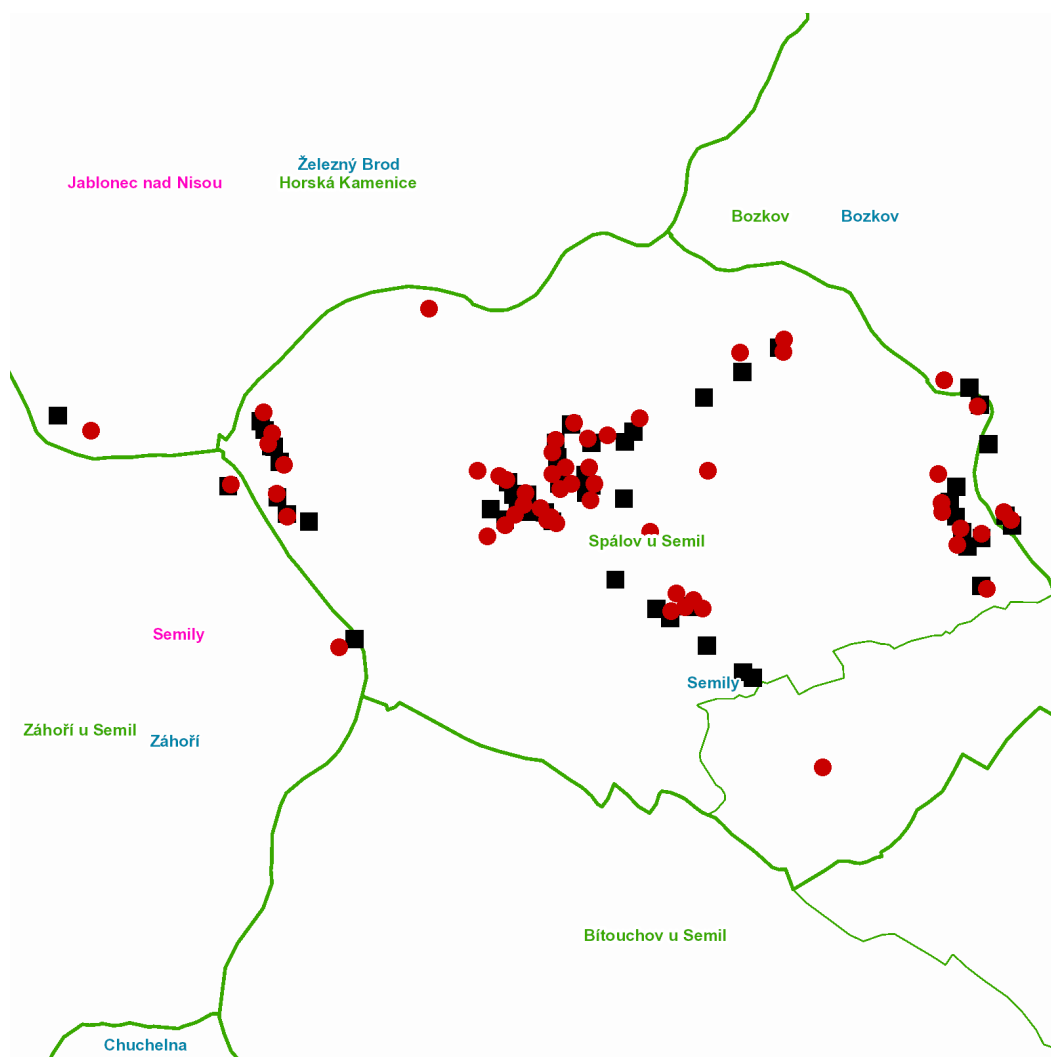 Železný Brod
Jablonec nad Nisou
Horská Kamenice
Bozkov
Bozkov
Spálov u Semil
Semily
Semily
Záhoří u Semil
Záhoří
Bítouchov u Semil
Chuchelna